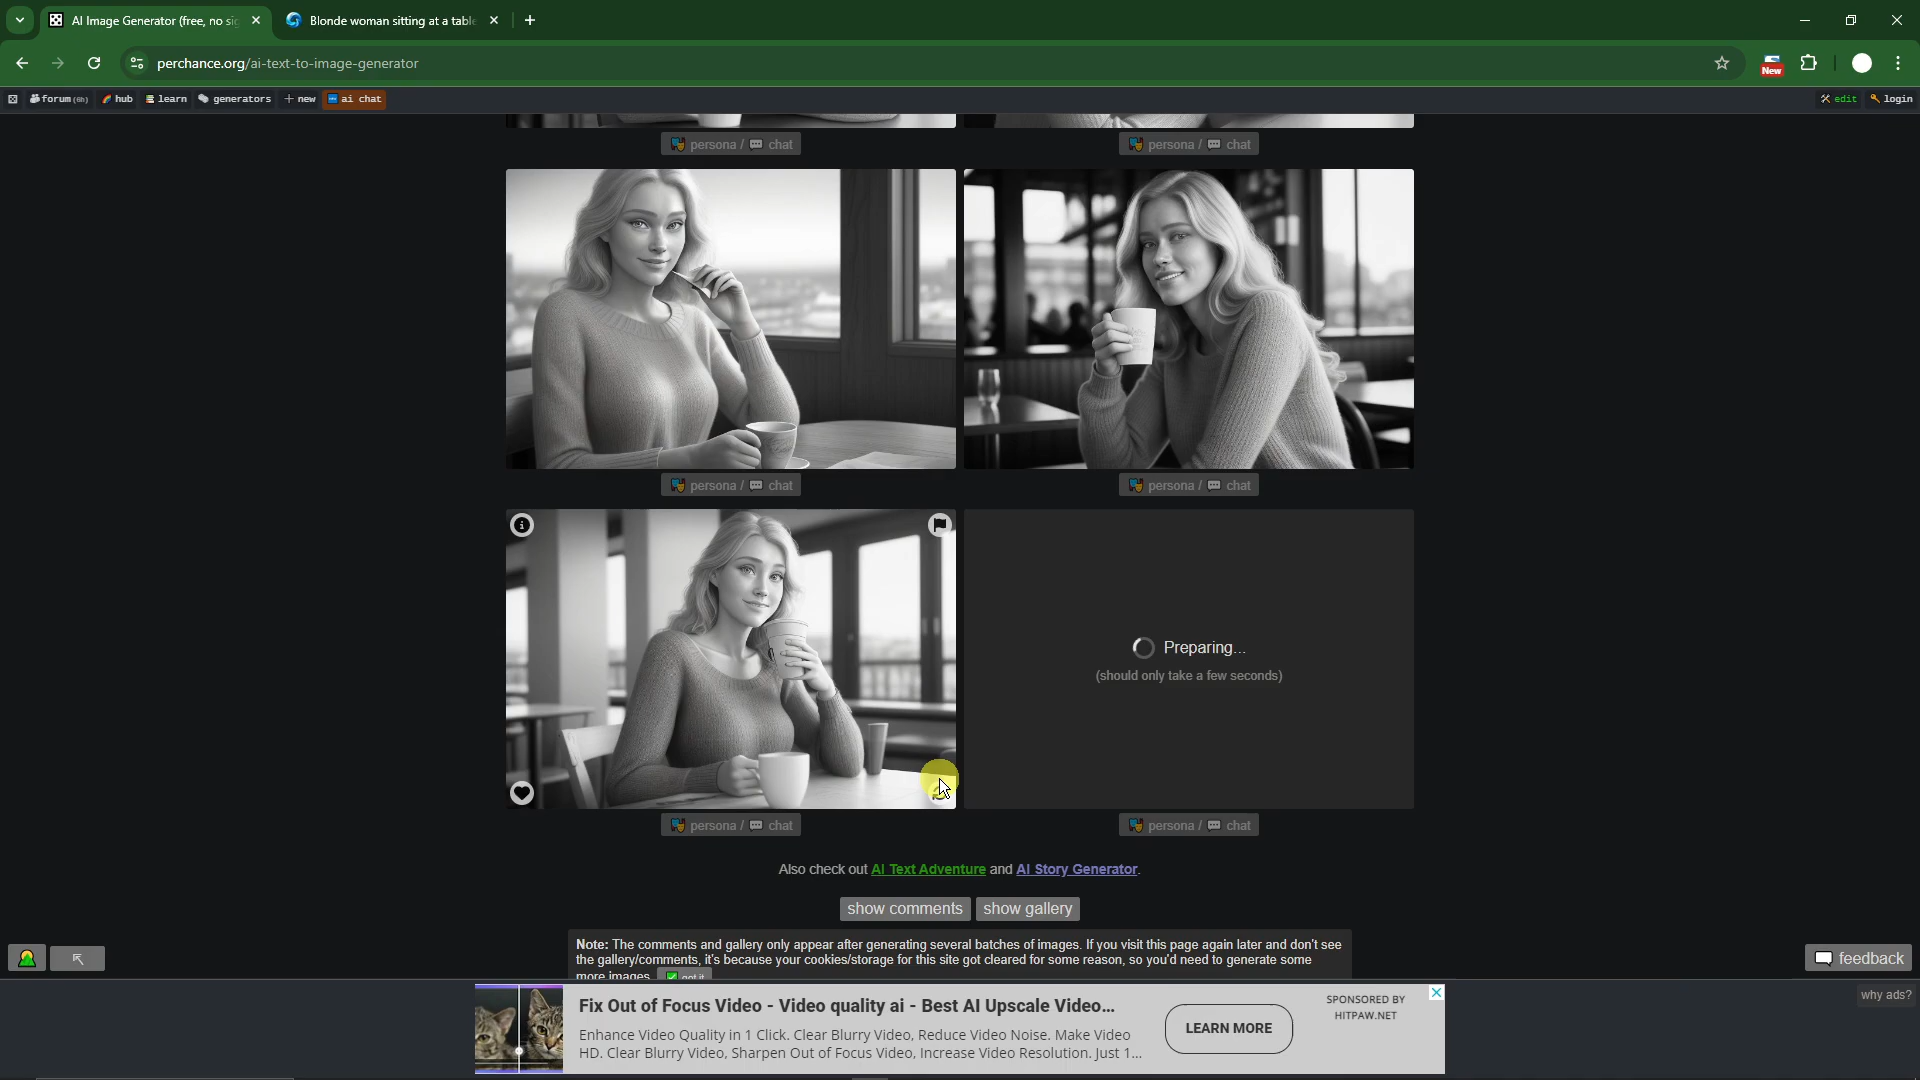 AI Image Generator (free, no si
Blonde woman sitting at a table
perchance.org/ai-text-to-image-generator
New
forum(6h) hub learn generators + new ai chat
edit login
persona / chat
persona / chat
persona / chat
persona / chat
Preparing...
(should only take a few seconds)
persona / chat
persona / chat
Also check out AI Text Adventure and AI Story Generator.
show comments show gallery
Note: The comments and gallery only appear after generating several batches of images. If you visit this page again later and don't see
the gallery/comments, it's because your cookies/storage for this site got cleared for some reason, so you'd need to generate some
more images. got it
feedback
why ads?
Fix Out of Focus Video - Video quality ai - Best AI Upscale Video...
Enhance Video Quality in 1 Click. Clear Blurry Video, Reduce Video Noise. Make Video
HD. Clear Blurry Video, Sharpen Out of Focus Video, Increase Video Resolution. Just 1...
LEARN MORE
SPONSORED BY
HITPAW.NET